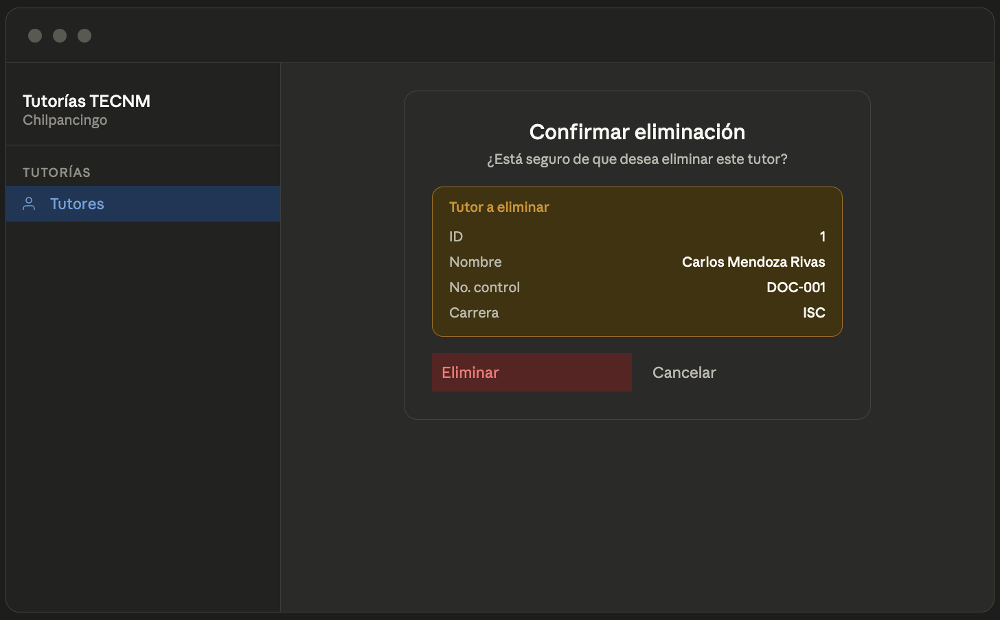 Tutorías TECNM
Chilpancingo
TUTORÍAS
Tutores
Confirmar eliminación
¿Está seguro de que desea eliminar este tutor?
Tutor a eliminar
ID 1
Nombre Carlos Mendoza Rivas
No. control DOC-001
Carrera ISC
Eliminar Cancelar